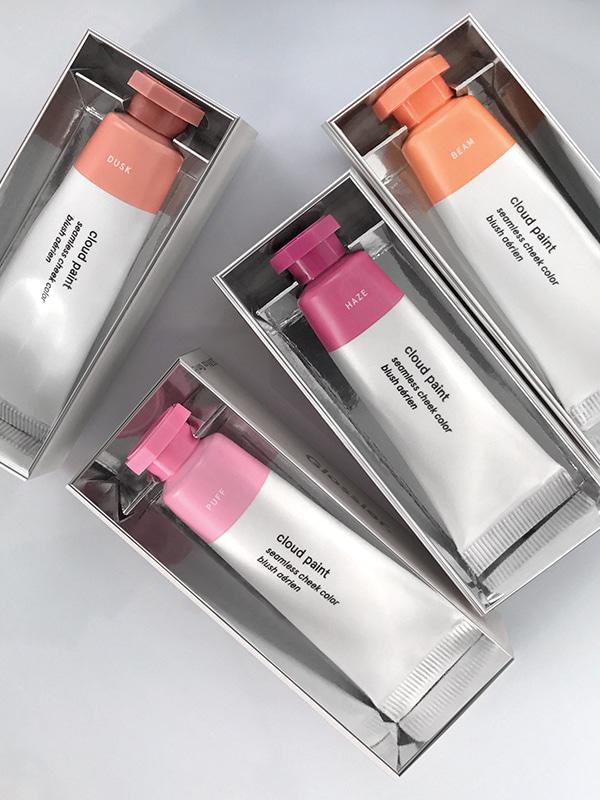 DUSK
cloud paint
seamless cheek color
blush aérien
BEAM
cloud paint
seamless cheek color
blush aérien
HAZE
cloud paint
seamless cheek color
blush aérien
PUFF
cloud paint
seamless cheek color
blush aérien
Glossier